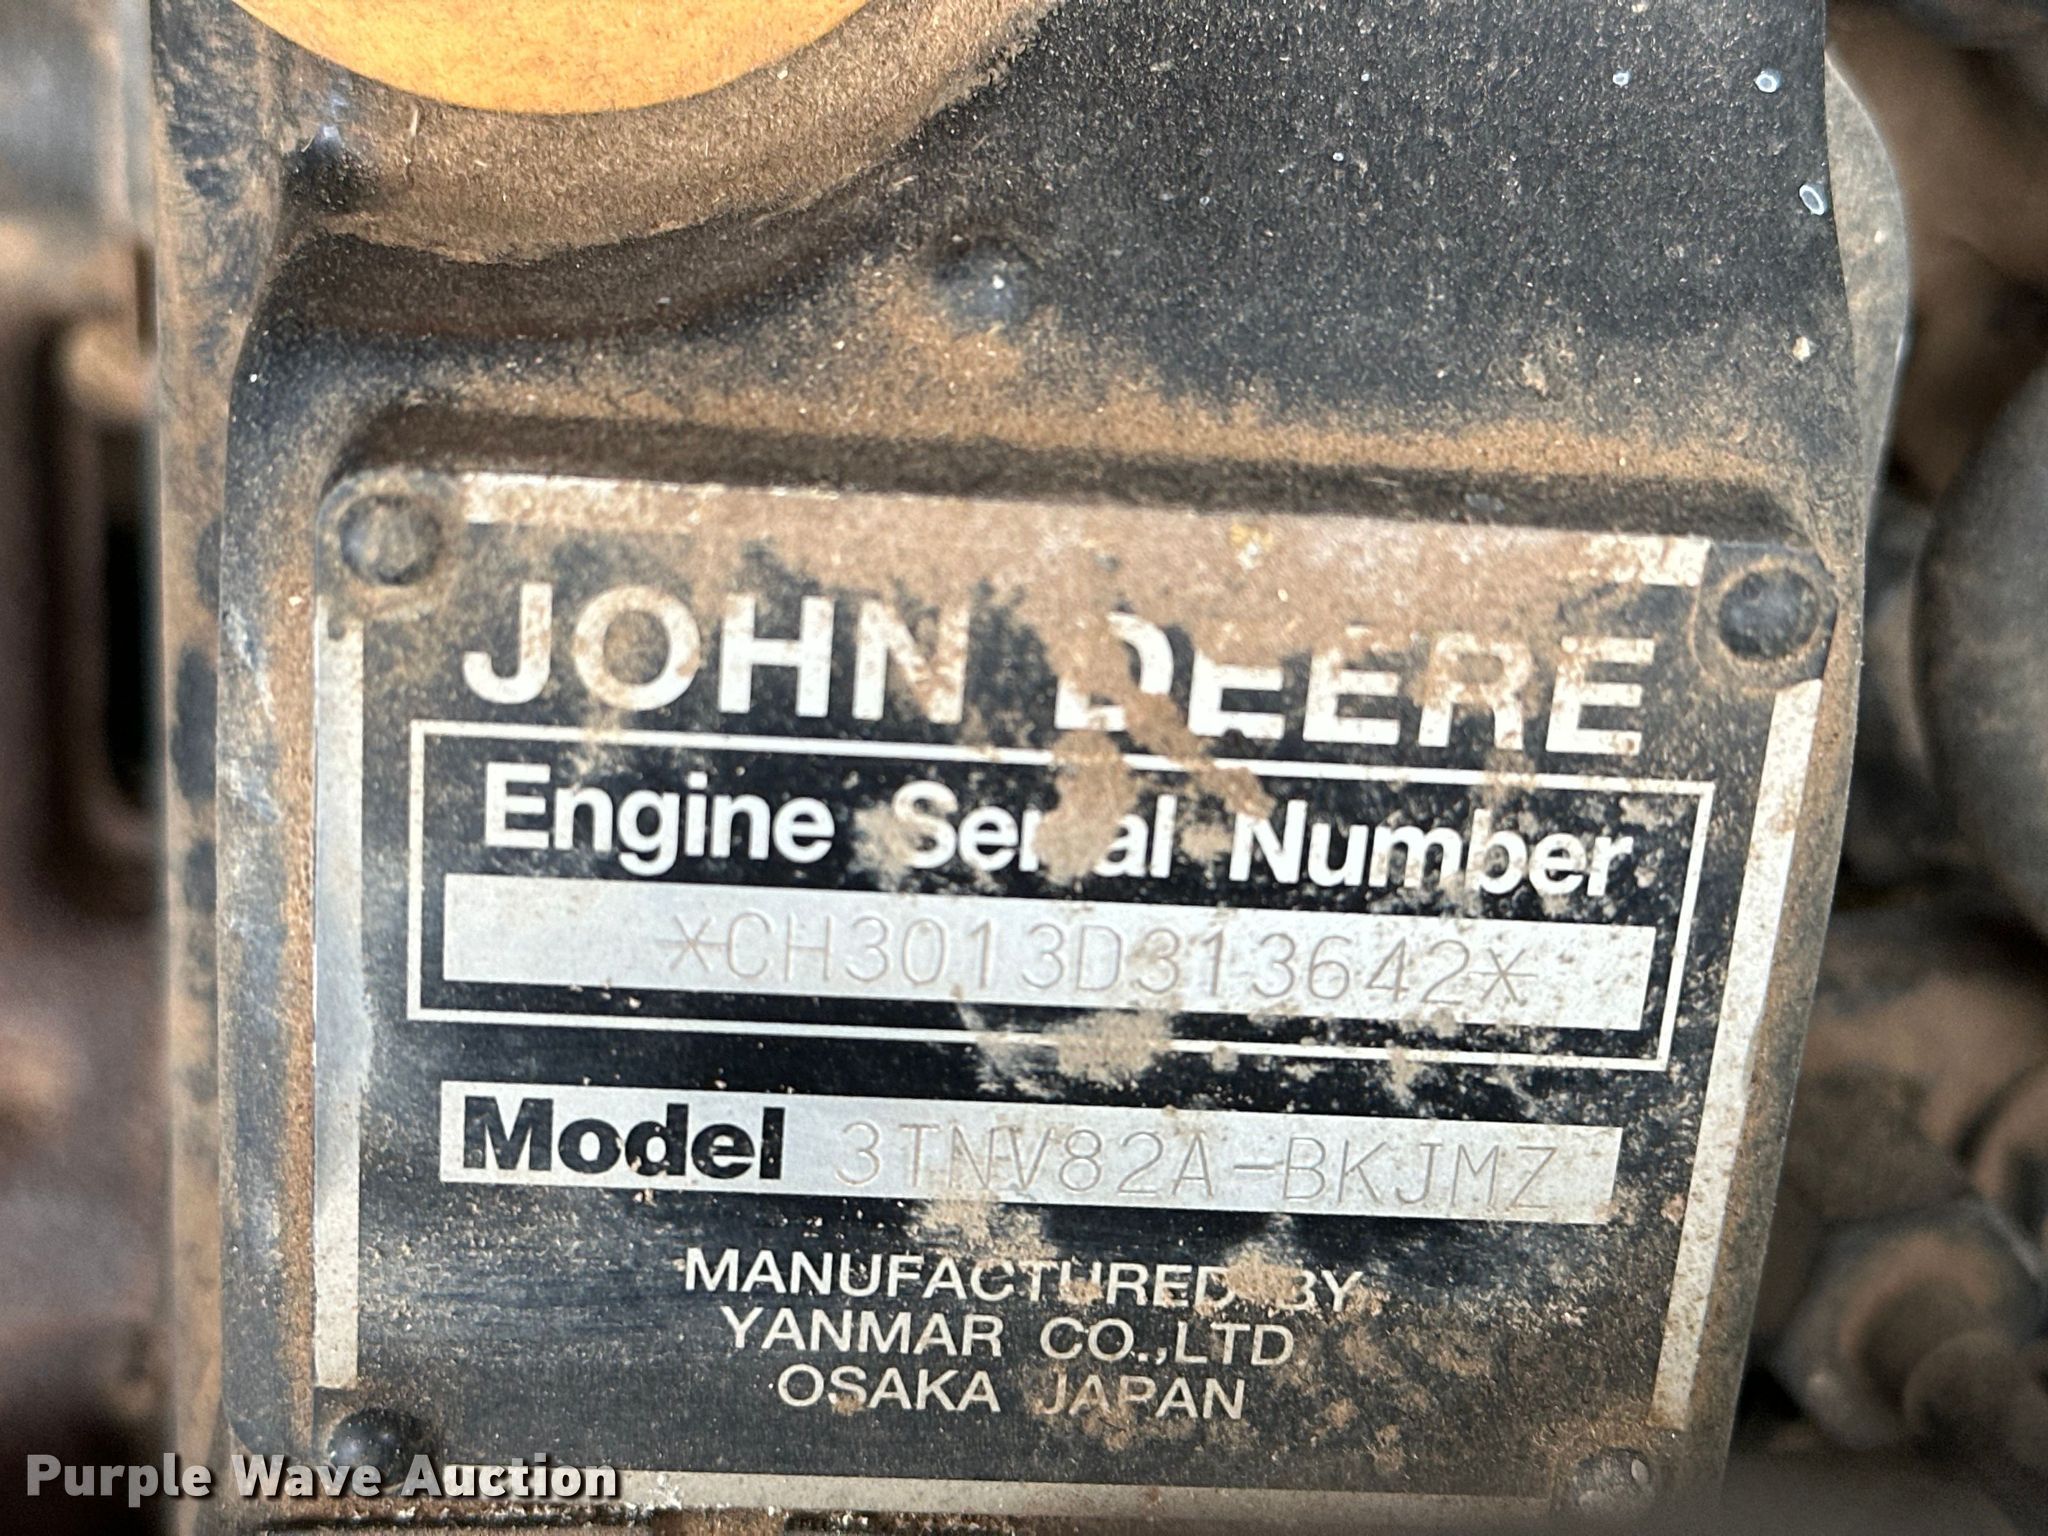 JOHN DEERE
Engine Serial Number
*CH3013D313642*
Model 3TNV82A-BKJMZ
MANUFACTURED BY
YANMAR CO.,LTD
OSAKA JAPAN
Purple Wave Auction